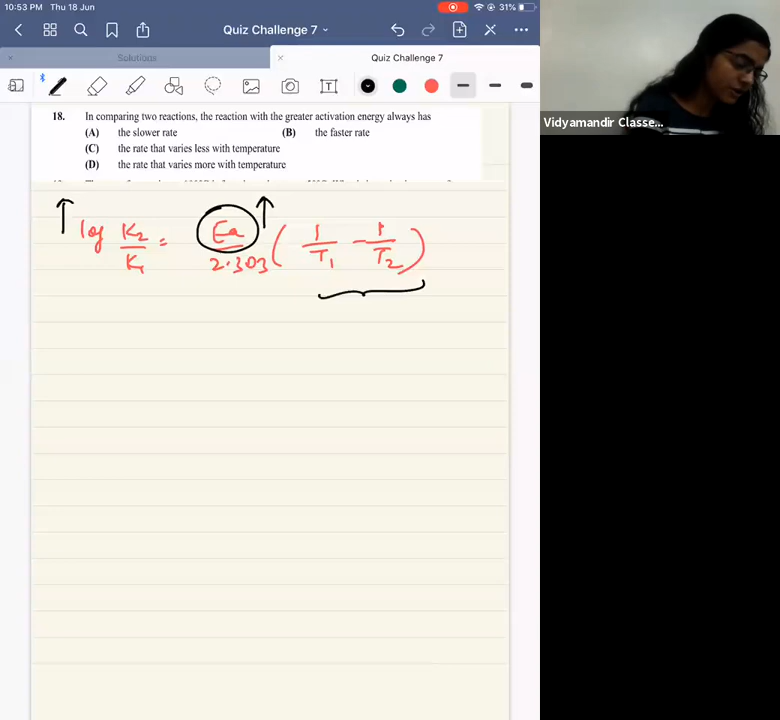 10:53 PM Thu 18 Jun
31%
Quiz Challenge 7
Solutions
Quiz Challenge 7
18. In comparing two reactions, the reaction with the greater activation energy always has
(A) the slower rate (B) the faster rate
(C) the rate that varies less with temperature
(D) the rate that varies more with temperature
↑ log K2/K1 = Ea/2.303 ↑ ( 1/T1 - 1/T2 )
Vidyamandir Classe...